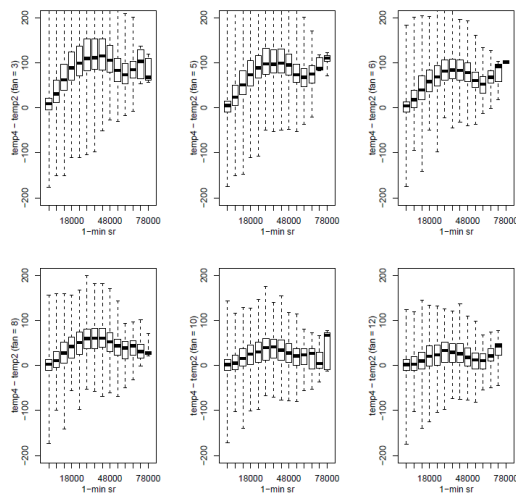 temp4 − temp2 (fan = 3)
200
100
0
−100
−200
18000 48000 78000
1−min sr
temp4 − temp2 (fan = 5)
200
100
0
−100
−200
18000 48000 78000
1−min sr
temp4 − temp2 (fan = 6)
200
100
0
−100
−200
18000 48000 78000
1−min sr
temp4 − temp2 (fan = 8)
200
100
0
−100
−200
18000 48000 78000
1−min sr
temp4 − temp2 (fan = 10)
200
100
0
−100
−200
18000 48000 78000
1−min sr
temp4 − temp2 (fan = 12)
200
100
0
−100
−200
18000 48000 78000
1−min sr